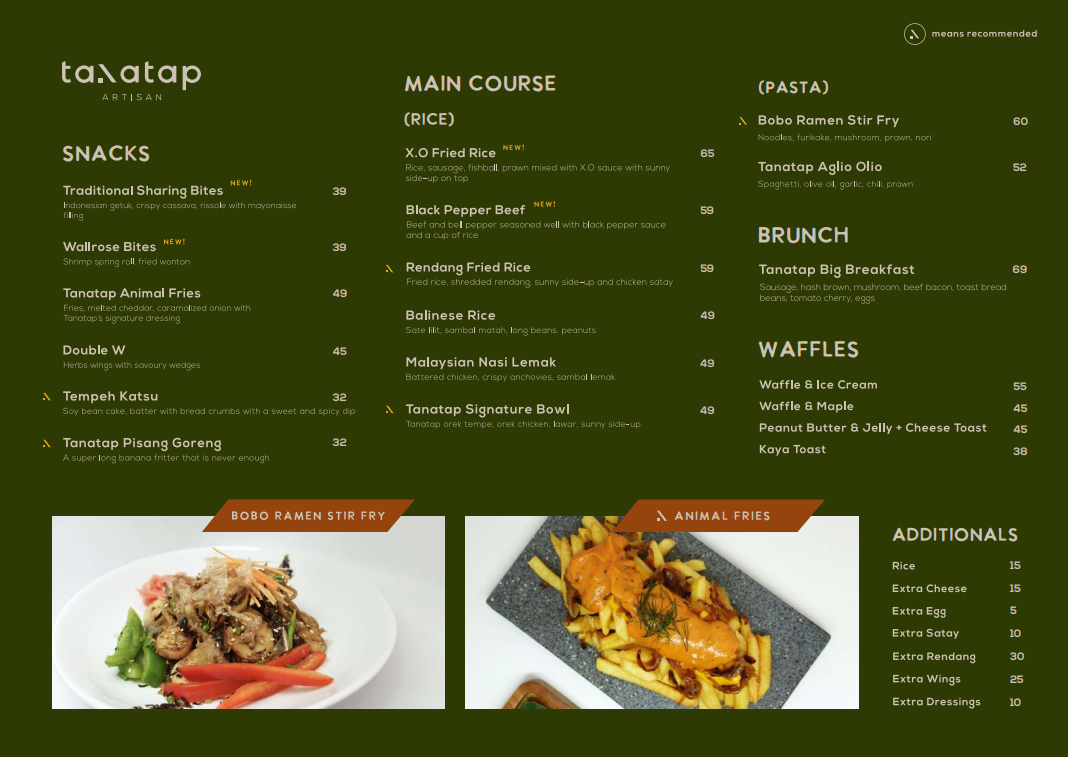 means recommended
tanatap
ARTISAN
SNACKS
Traditional Sharing Bites NEW! 39
Indonesian getuk, crispy cassava, rissole with mayonaisse
filling
Wallrose Bites NEW! 39
Shrimp spring roll, fried wonton
Tanatap Animal Fries 49
Fries, melted cheddar, caramalized onion with
Tanatap's signature dressing
Double W 45
Herbs wings with savoury wedges
Tempeh Katsu 32
Soy bean cake, batter with bread crumbs with a sweet and spicy dip
Tanatap Pisang Goreng 32
A super long banana fritter that is never enough
MAIN COURSE
(RICE)
X.O Fried Rice NEW! 65
Rice, sausage, fishball, prawn mixed with X.O sauce with sunny
side-up on top
Black Pepper Beef NEW! 59
Beef and bell pepper seasoned well with black pepper sauce
and a cup of rice
Rendang Fried Rice 59
Fried rice, shredded rendang, sunny side-up and chicken satay
Balinese Rice 49
Sate lilit, sambal matah, long beans. peanuts
Malaysian Nasi Lemak 49
Battered chicken, crispy anchovies, sambal lemak
Tanatap Signature Bowl 49
Tanatap orek tempe, orek chicken, lawar, sunny side-up
(PASTA)
Bobo Ramen Stir Fry 60
Noodles, furikake, mushroom, prawn, nori
Tanatap Aglio Olio 52
Spaghetti, olive oil, garlic, chili, prawn
BRUNCH
Tanatap Big Breakfast 69
Sausage, hash brown, mushroom, beef bacon, toast bread
beans, tomato cherry, eggs
WAFFLES
Waffle & Ice Cream 55
Waffle & Maple 45
Peanut Butter & Jelly + Cheese Toast 45
Kaya Toast 38
BOBO RAMEN STIR FRY
ANIMAL FRIES
ADDITIONALS
Rice 15
Extra Cheese 15
Extra Egg 5
Extra Satay 10
Extra Rendang 30
Extra Wings 25
Extra Dressings 10